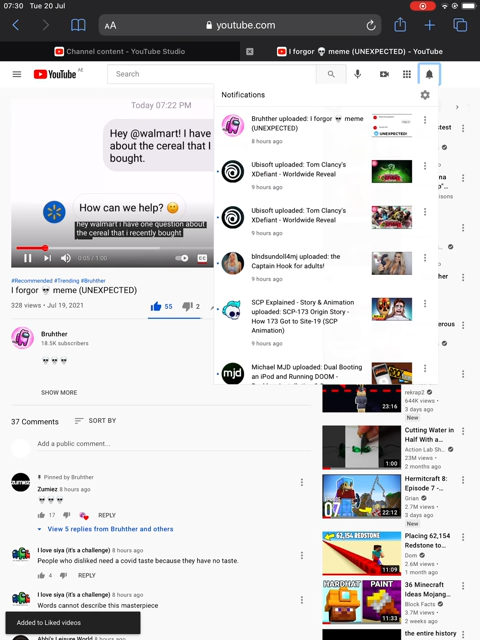 07:30 Tue 20 Jul
AA
youtube.com
Channel content - YouTube Studio
I forgor 💀 meme (UNEXPECTED) - YouTube
YouTube AE
Search
Notifications
Bruhther uploaded: I forgor 💀 meme
(UNEXPECTED)
8 hours ago
Ubisoft uploaded: Tom Clancy's
XDefiant - Worldwide Reveal
9 hours ago
Ubisoft uploaded: Tom Clancy's
XDefiant - Worldwide Reveal
9 hours ago
blndsundoll4mj uploaded: the
Captain Hook for adults!
9 hours ago
SCP Explained - Story & Animation
uploaded: SCP-173 Origin Story -
How 173 Got to Site-19 (SCP
Animation)
9 hours ago
mjd
Michael MJD uploaded: Dual Booting
an iPod and Running DOOM -
Today 07:22 PM
Hey @walmart! I have
about the cereal that I
bought.
How can we help? 😀
hey walmart i have one question about
the cereal that i recently bought
0:05 / 1:00
CC
#Recommended #Trending #Bruhther
I forgor 💀 meme (UNEXPECTED)
328 views • Jul 19, 2021
55
2
Bruhther
18.5K subscribers
💀💀💀
SHOW MORE
37 Comments
SORT BY
Add a public comment...
ZUMWEZ
Pinned by Bruhther
Zumiez 8 hours ago
💀💀💀
17
REPLY
View 5 replies from Bruhther and others
I love siya (it's a challenge) 8 hours ago
People who disliked need a covid taste because they have no taste.
4
REPLY
I love siya (it's a challenge) 8 hours ago
Words cannot describe this masterpiece
Added to Liked videos
test
na
sons
her
erous
rekrap2
644K views •
3 days ago
New
23:16
Cutting Water in
Half With a...
Action Lab Sh...
23M views •
2 months ago
1:00
Hermitcraft 8:
Episode 7 -...
Grian
2.7M views •
3 days ago
New
07
22:12
Placing 62,154
Redstone to...
Dom
2.6M views •
1 month ago
62,154 REDSTONE
11:09
36 Minecraft
Ideas Mojang...
Block Facts
3.7M views •
2 weeks ago
HARDHAT
PAINT
11:33
the entire history